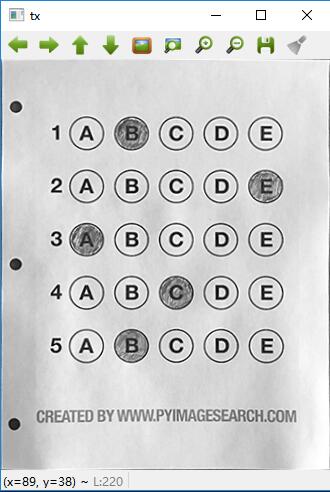 tx
1 A B C D E
2 A B C D E
3 A B C D E
4 A B C D E
5 A B C D E
CREATED BY WWW.PYIMAGESEARCH.COM
(x=89, y=38) ~ L:220